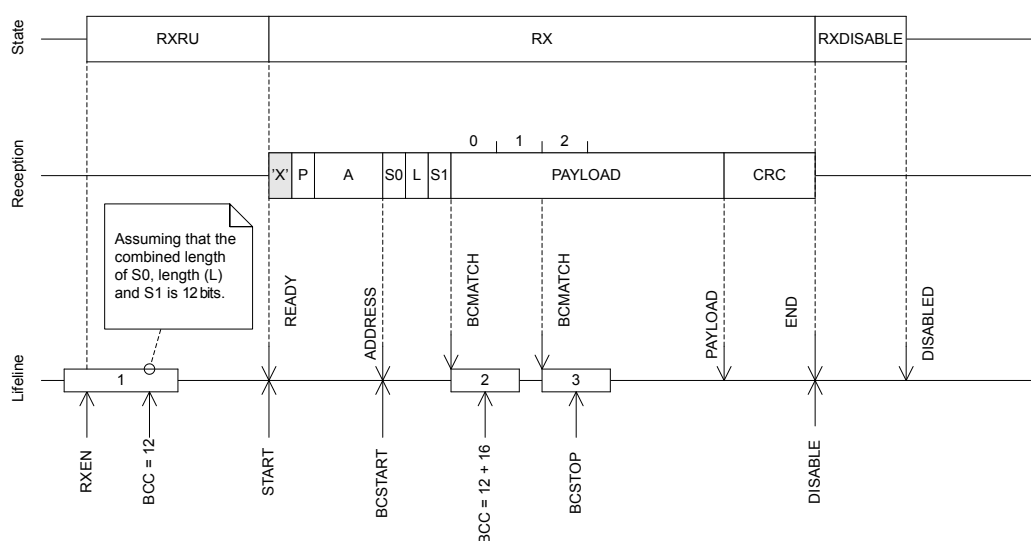 State
RXRU
RX
RXDISABLE
0 1 2
Reception
'X' P A S0 L S1 PAYLOAD CRC
Assuming that the
combined length
of S0, length (L)
and S1 is 12 bits.
READY
ADDRESS
BCMATCH
BCMATCH
PAYLOAD
END
DISABLED
Lifeline
1
2
3
RXEN
BCC = 12
START
BCSTART
BCC = 12 + 16
BCSTOP
DISABLE